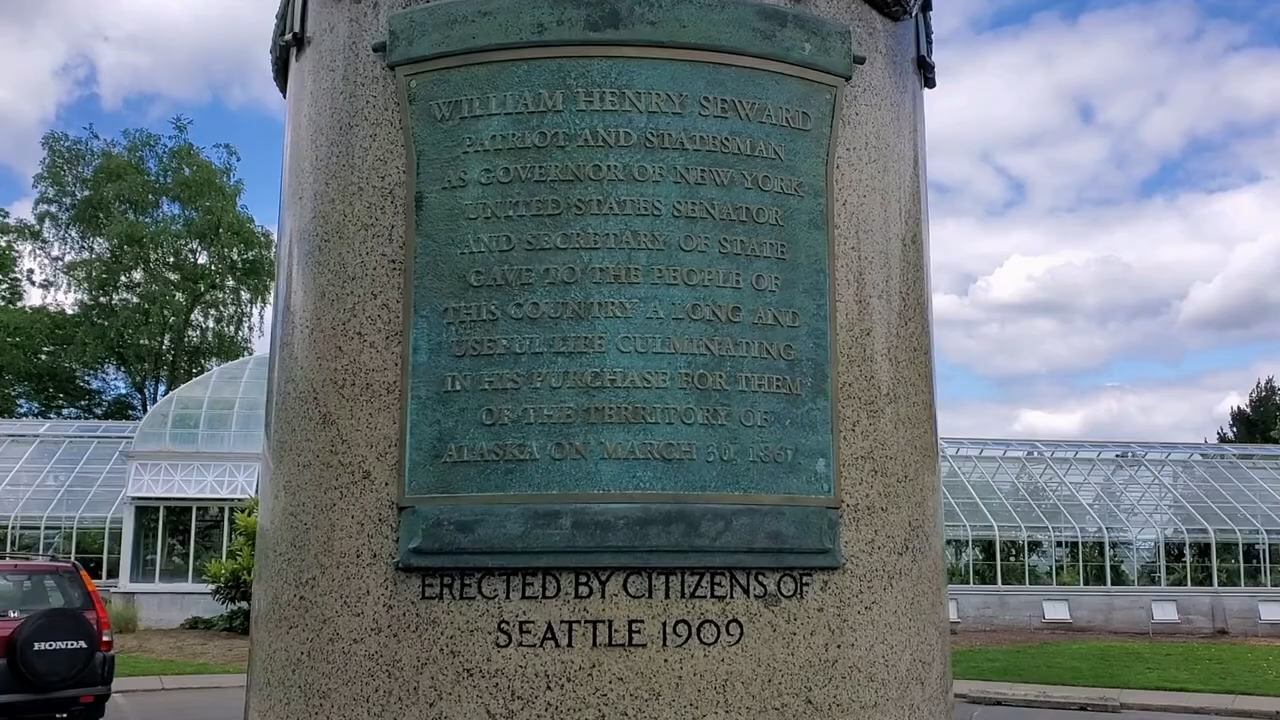 WILLIAM HENRY SEWARD
PATRIOT AND STATESMAN
AS GOVERNOR OF NEW YORK
UNITED STATES SENATOR
AND SECRETARY OF STATE
GAVE TO THE PEOPLE OF
THIS COUNTRY A LONG AND
USEFUL LIFE CULMINATING
IN HIS PURCHASE FOR THEM
OF THE TERRITORY OF
ALASKA ON MARCH 30, 1867.
ERECTED BY CITIZENS OF
SEATTLE 1909
HONDA